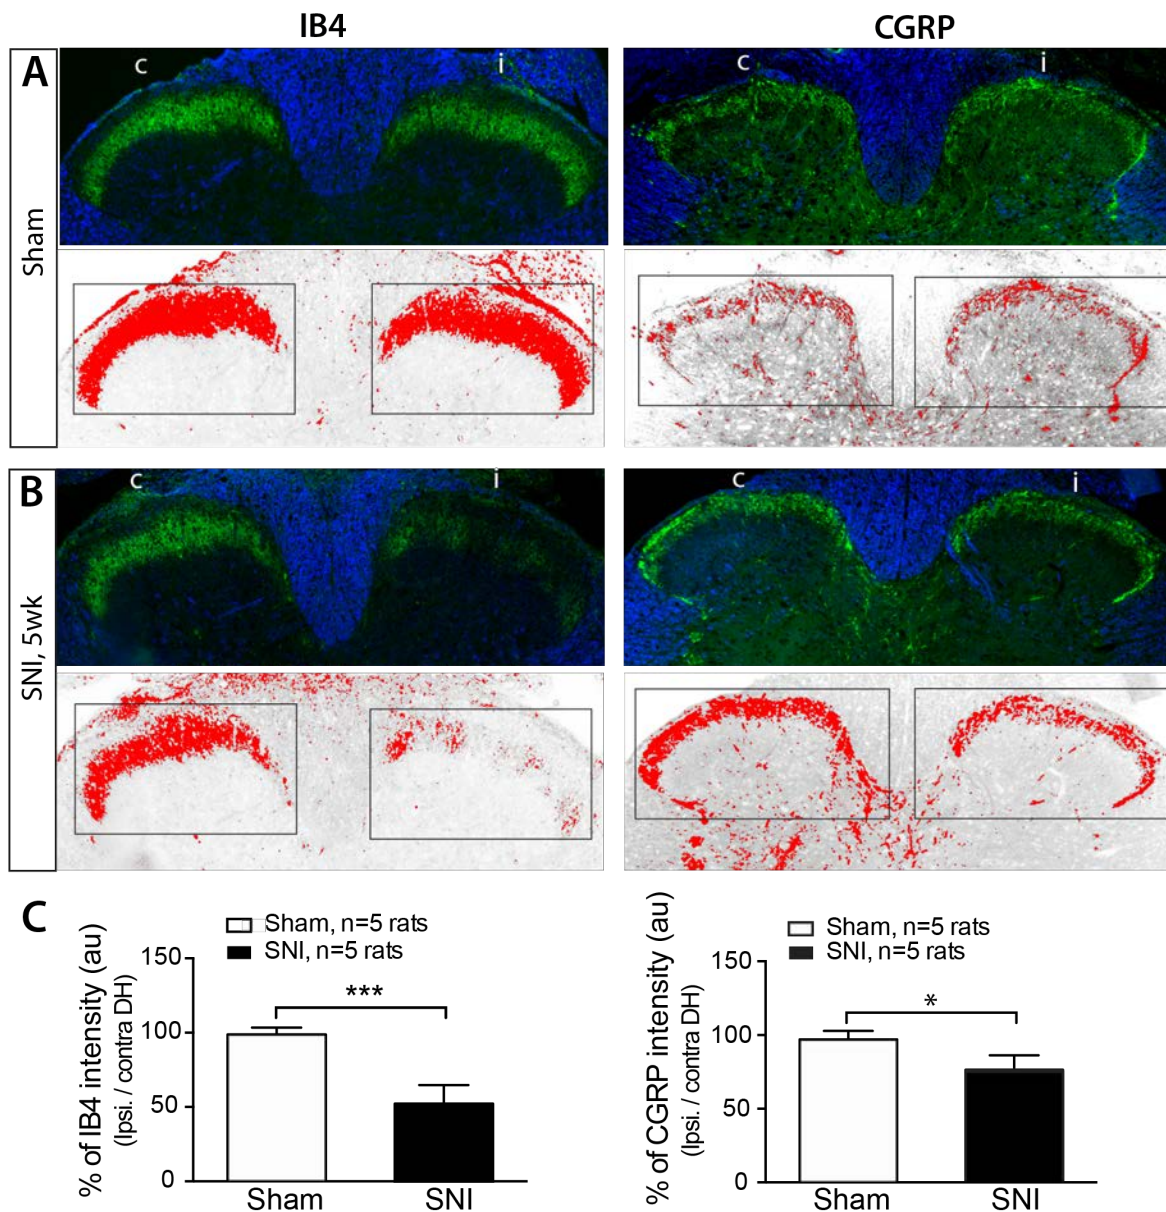 IB4
CGRP
A
c
i
c
i
Sham
B
c
i
c
i
SNI, 5wk
C
Sham, n=5 rats
SNI, n=5 rats
% of IB4 intensity (au)
(Ipsi. / contra DH)
150
100
50
0
***
Sham
SNI
Sham, n=5 rats
SNI, n=5 rats
% of CGRP intensity (au)
(Ipsi. / contra DH)
150
100
50
0
*
Sham
SNI